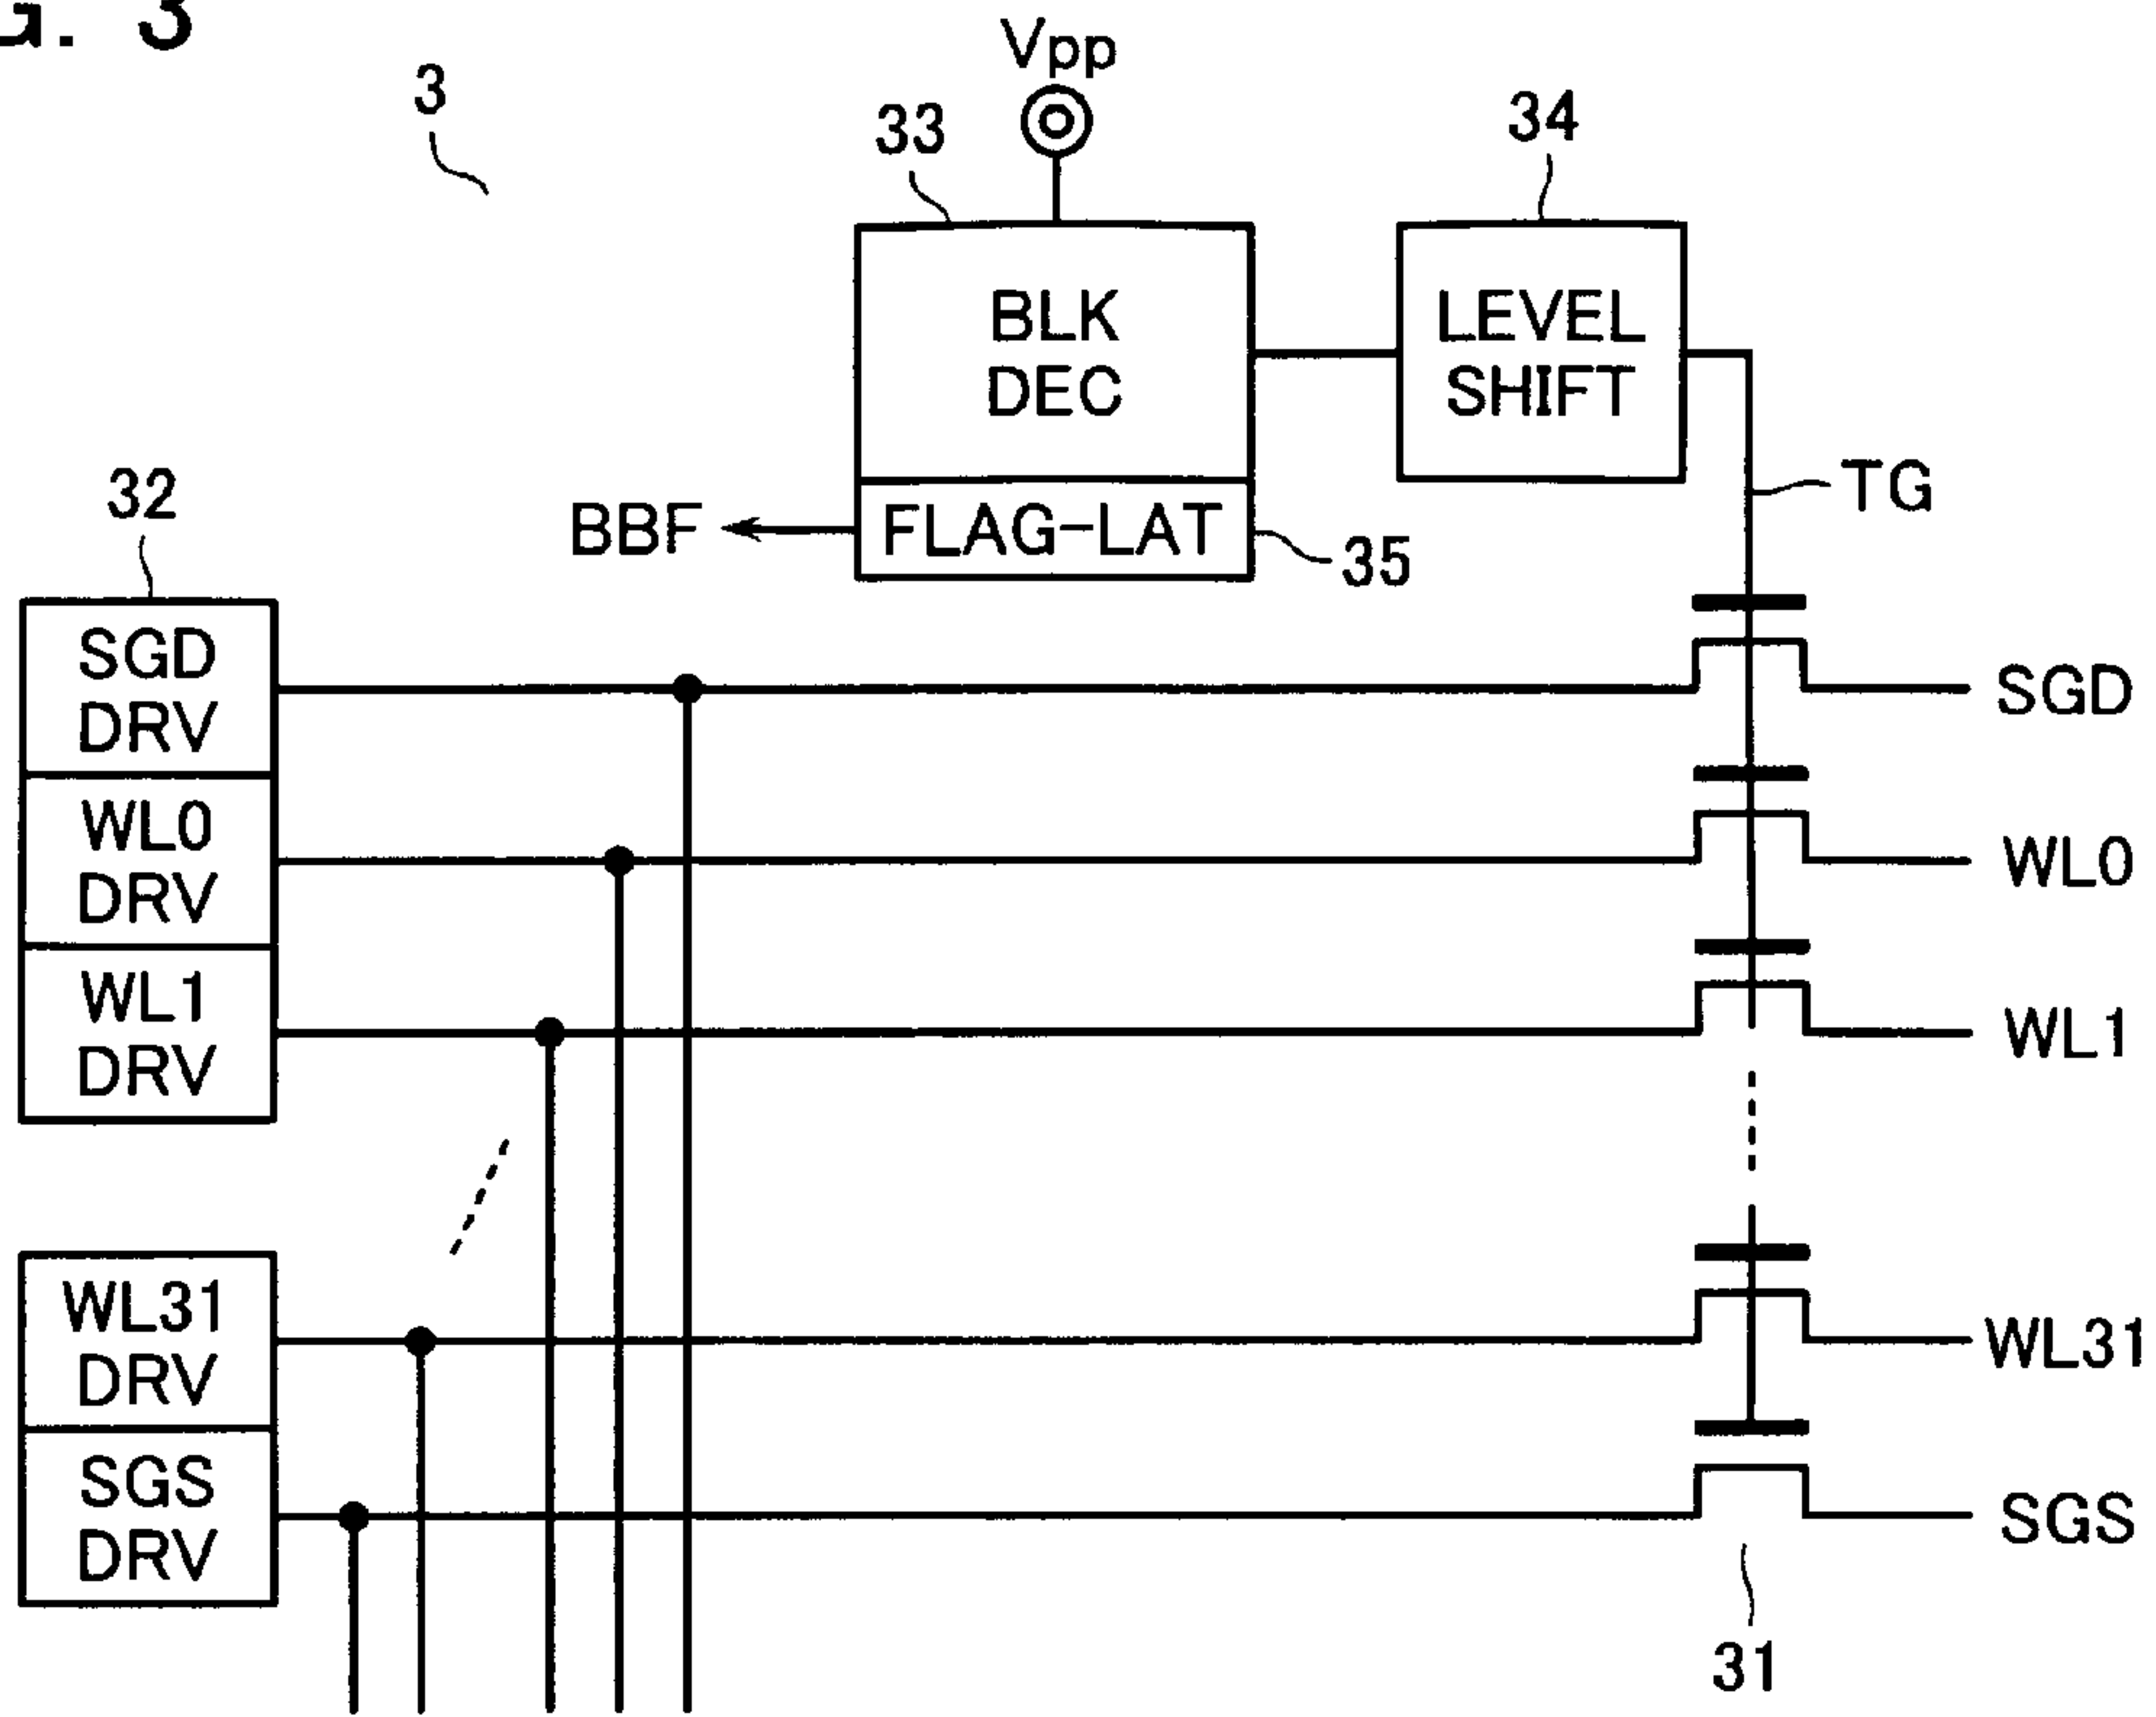 G. 3
Vpp
3
33
34
BLK
DEC
LEVEL
SHIFT
TG
32
BBF
FLAG-LAT
35
SGD
DRV
SGD
WL0
DRV
WL0
WL1
DRV
WL1
WL31
DRV
WL31
SGS
DRV
SGS
31